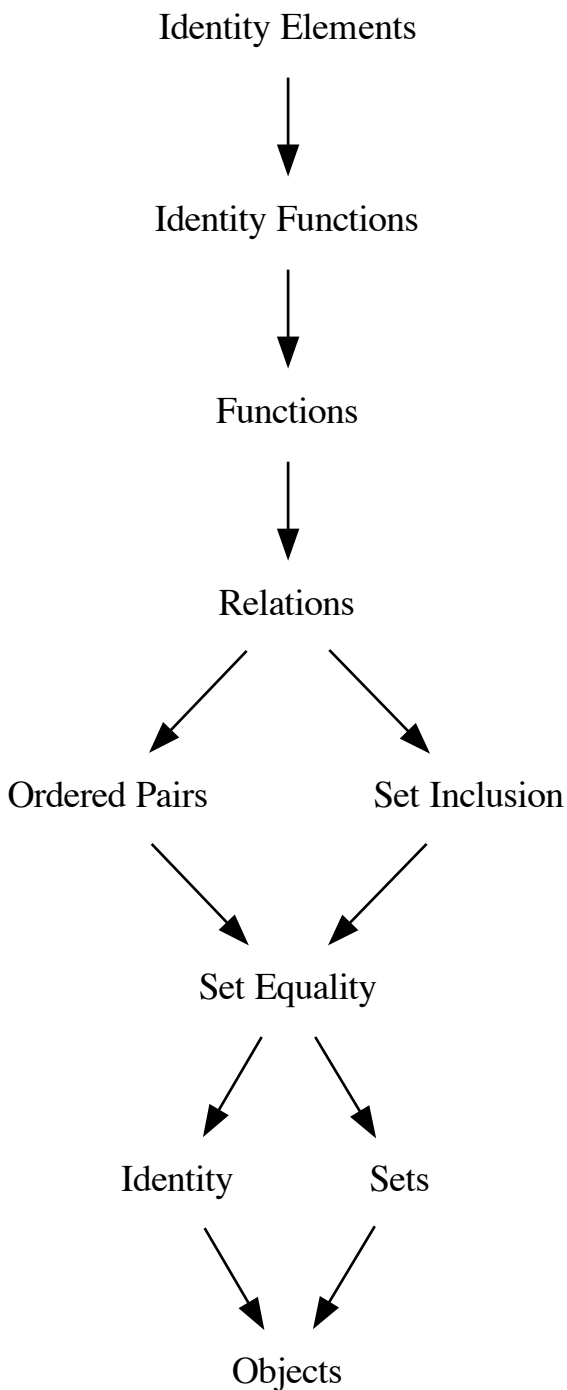 Identity Elements
Identity Functions
Functions
Relations
Ordered Pairs
Set Inclusion
Set Equality
Identity
Sets
Objects